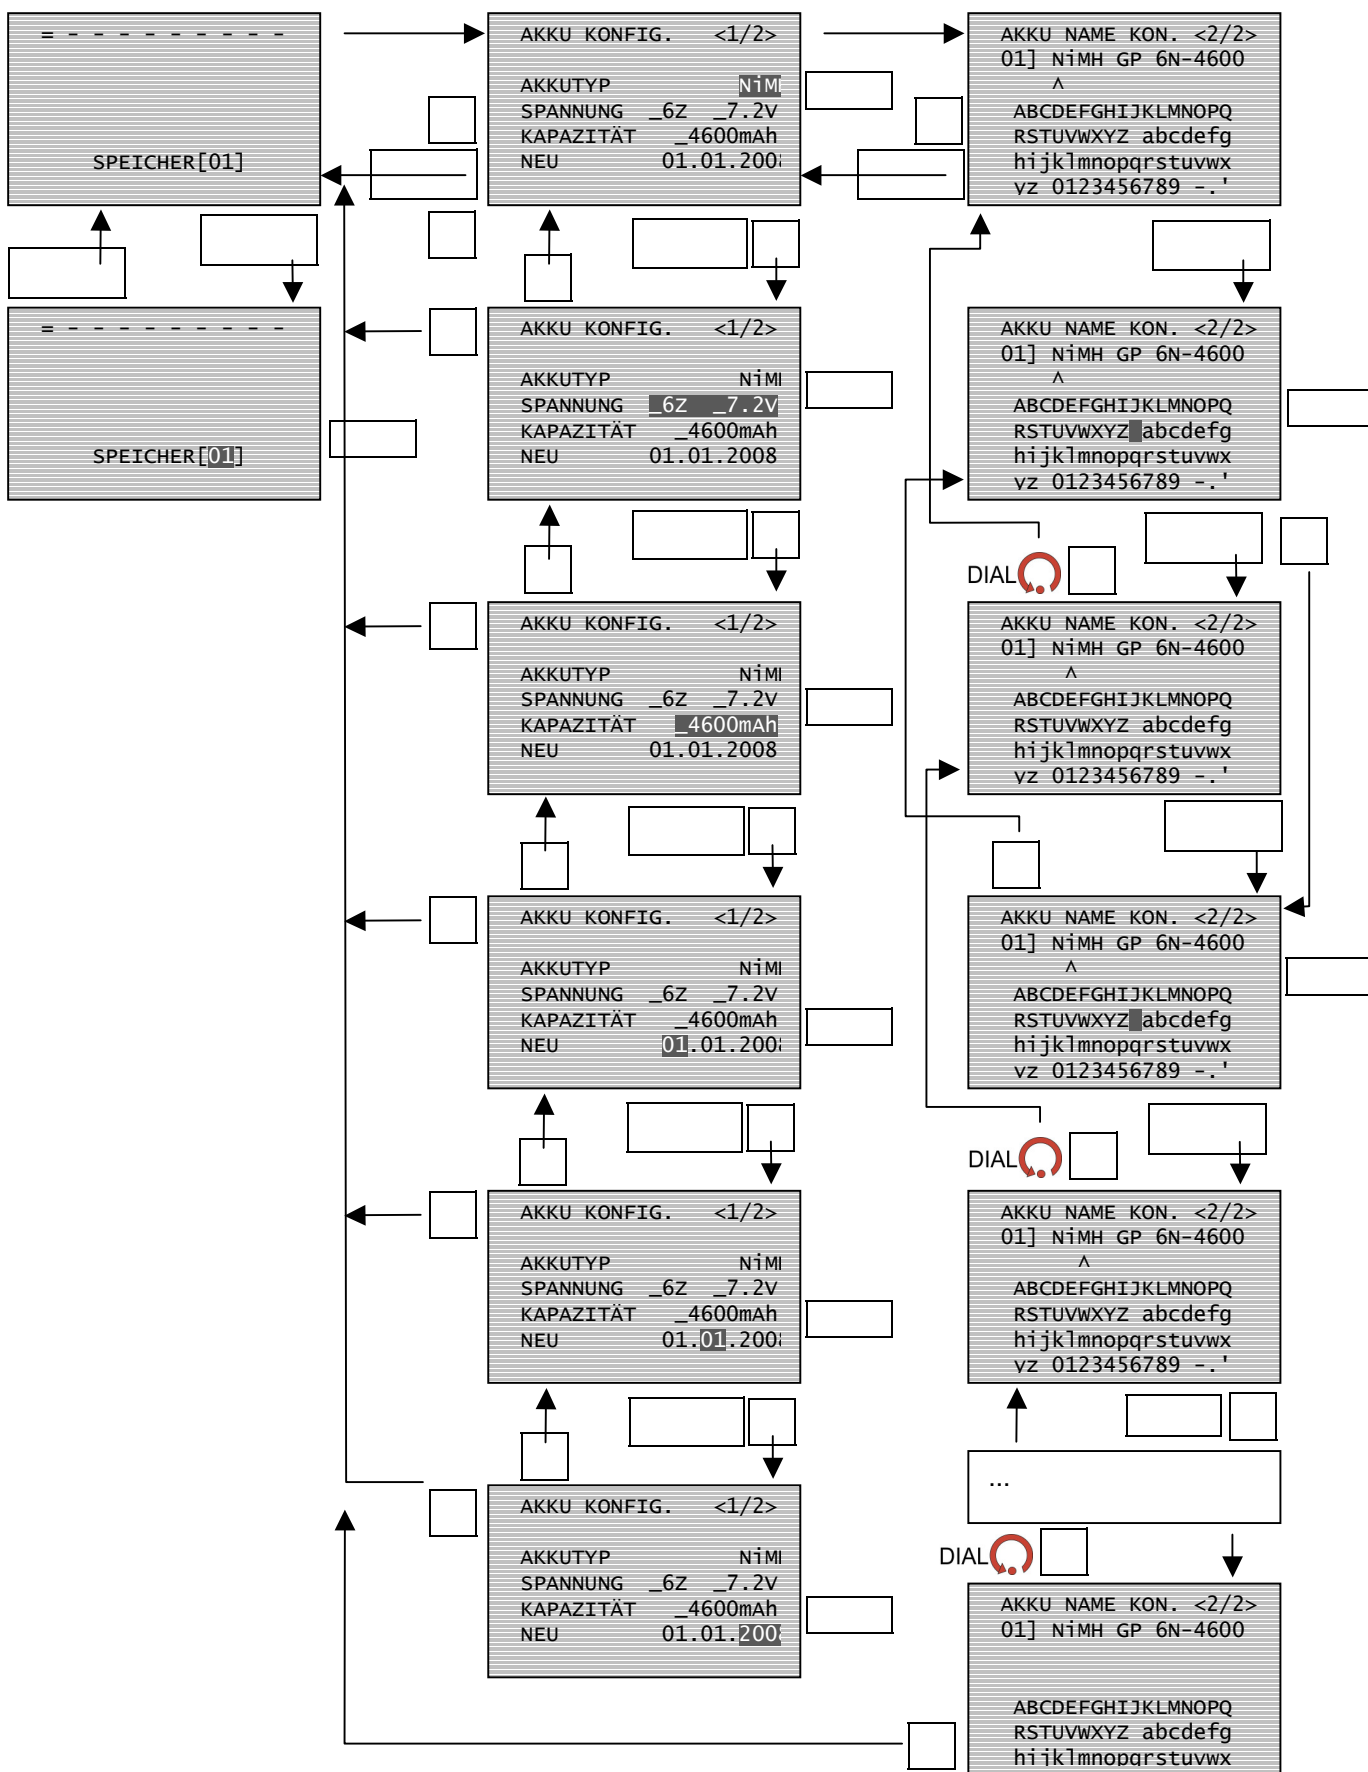 = - - - - - - - - -
SPEICHER[01]
= - - - - - - - - -
SPEICHER[01]
AKKU KONFIG. <1/2>
AKKUTYP NiM
SPANNUNG _6Z _7.2V
KAPAZITÄT _4600mAh
NEU 01.01.200
AKKU KONFIG. <1/2>
AKKUTYP NiM
SPANNUNG _6Z _7.2V
KAPAZITÄT _4600mAh
NEU 01.01.2008
AKKU KONFIG. <1/2>
AKKUTYP NiM
SPANNUNG _6Z _7.2V
KAPAZITÄT _4600mAh
NEU 01.01.2008
AKKU KONFIG. <1/2>
AKKUTYP NiM
SPANNUNG _6Z _7.2V
KAPAZITÄT _4600mAh
NEU 01.01.200
AKKU KONFIG. <1/2>
AKKUTYP NiM
SPANNUNG _6Z _7.2V
KAPAZITÄT _4600mAh
NEU 01.01.200
AKKU KONFIG. <1/2>
AKKUTYP NiM
SPANNUNG _6Z _7.2V
KAPAZITÄT _4600mAh
NEU 01.01.200
AKKU NAME KON. <2/2>
01] NiMH GP 6N-4600
^
ABCDEFGHIJKLMNOPQ
RSTUVWXYZ abcdefg
hijklmnopqrstuvwx
yz 0123456789 -.'
AKKU NAME KON. <2/2>
01] NiMH GP 6N-4600
^
ABCDEFGHIJKLMNOPQ
RSTUVWXYZ abcdefg
hijklmnopqrstuvwx
yz 0123456789 -.'
DIAL
AKKU NAME KON. <2/2>
01] NiMH GP 6N-4600
^
ABCDEFGHIJKLMNOPQ
RSTUVWXYZ abcdefg
hijklmnopqrstuvwx
yz 0123456789 -.'
AKKU NAME KON. <2/2>
01] NiMH GP 6N-4600
^
ABCDEFGHIJKLMNOPQ
RSTUVWXYZ abcdefg
hijklmnopqrstuvwx
yz 0123456789 -.'
DIAL
AKKU NAME KON. <2/2>
01] NiMH GP 6N-4600
^
ABCDEFGHIJKLMNOPQ
RSTUVWXYZ abcdefg
hijklmnopqrstuvwx
yz 0123456789 -.'
...
DIAL
AKKU NAME KON. <2/2>
01] NiMH GP 6N-4600
ABCDEFGHIJKLMNOPQ
RSTUVWXYZ abcdefg
hijklmnopqrstuvwx